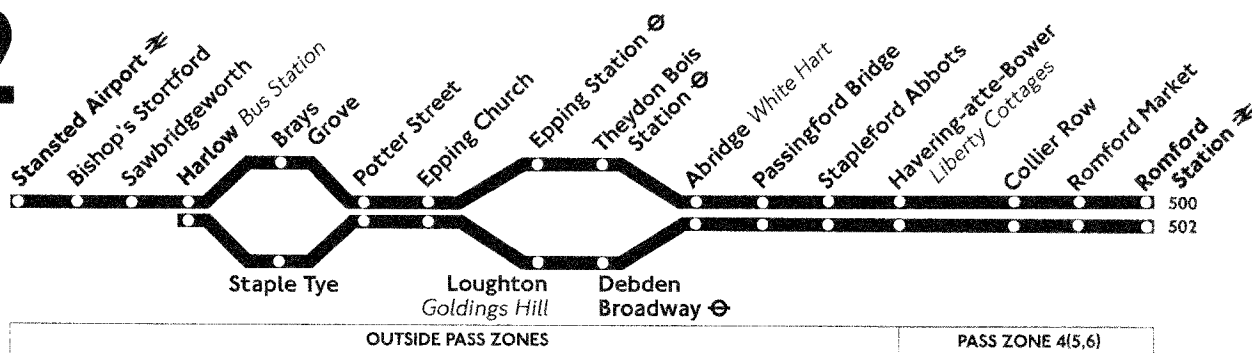 2
Stansted Airport
Bishop's Stortford
Sawbridgeworth
Harlow Bus Station
Brays
Grove
Potter Street
Epping Church
Epping Station
Theydon Bois
Station
Abridge White Hart
Passingford Bridge
Stapleford Abbots
Havering-atte-Bower
Liberty Cottages
Collier Row
Romford Market
Romford
Station
500
502
Staple Tye
Loughton
Goldings Hill
Debden
Broadway
OUTSIDE PASS ZONES
PASS ZONE 4(5,6)